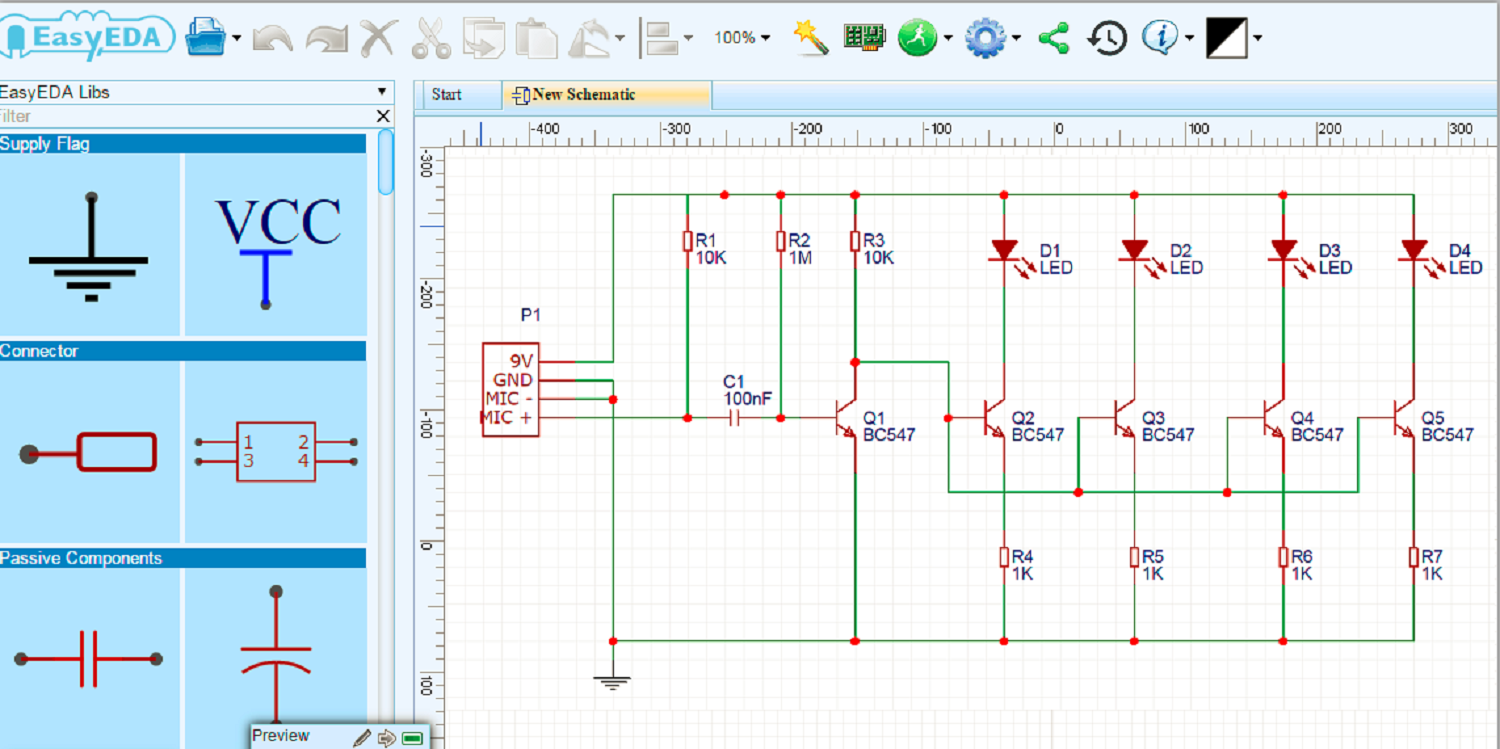 EasyEDA
100%
EasyEDA Libs
ilter
Supply Flag
VCC
Connector
1 2
3 4
Passive Components
Preview
Start
New Schematic
-400 -300 -200 -100 0 100 200 300
-300
-200
-100
0
100
P1
9V
GND
MIC -
MIC +
R1
10K
R2
1M
R3
10K
C1
100nF
Q1
BC547
D1
LED
D2
LED
D3
LED
D4
LED
Q2
BC547
Q3
BC547
Q4
BC547
Q5
BC547
R4
1K
R5
1K
R6
1K
R7
1K